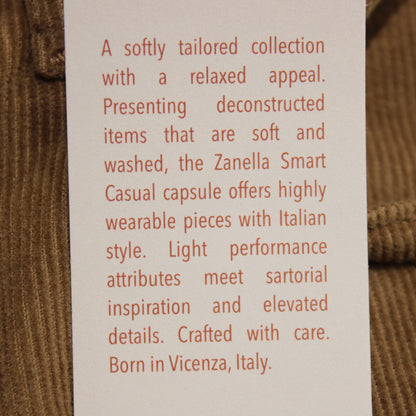 A softly tailored collection
with a relaxed appeal.
Presenting deconstructed
items that are soft and
washed, the Zanella Smart
Casual capsule offers highly
wearable pieces with Italian
style. Light performance
attributes meet sartorial
inspiration and elevated
details. Crafted with care.
Born in Vicenza, Italy.